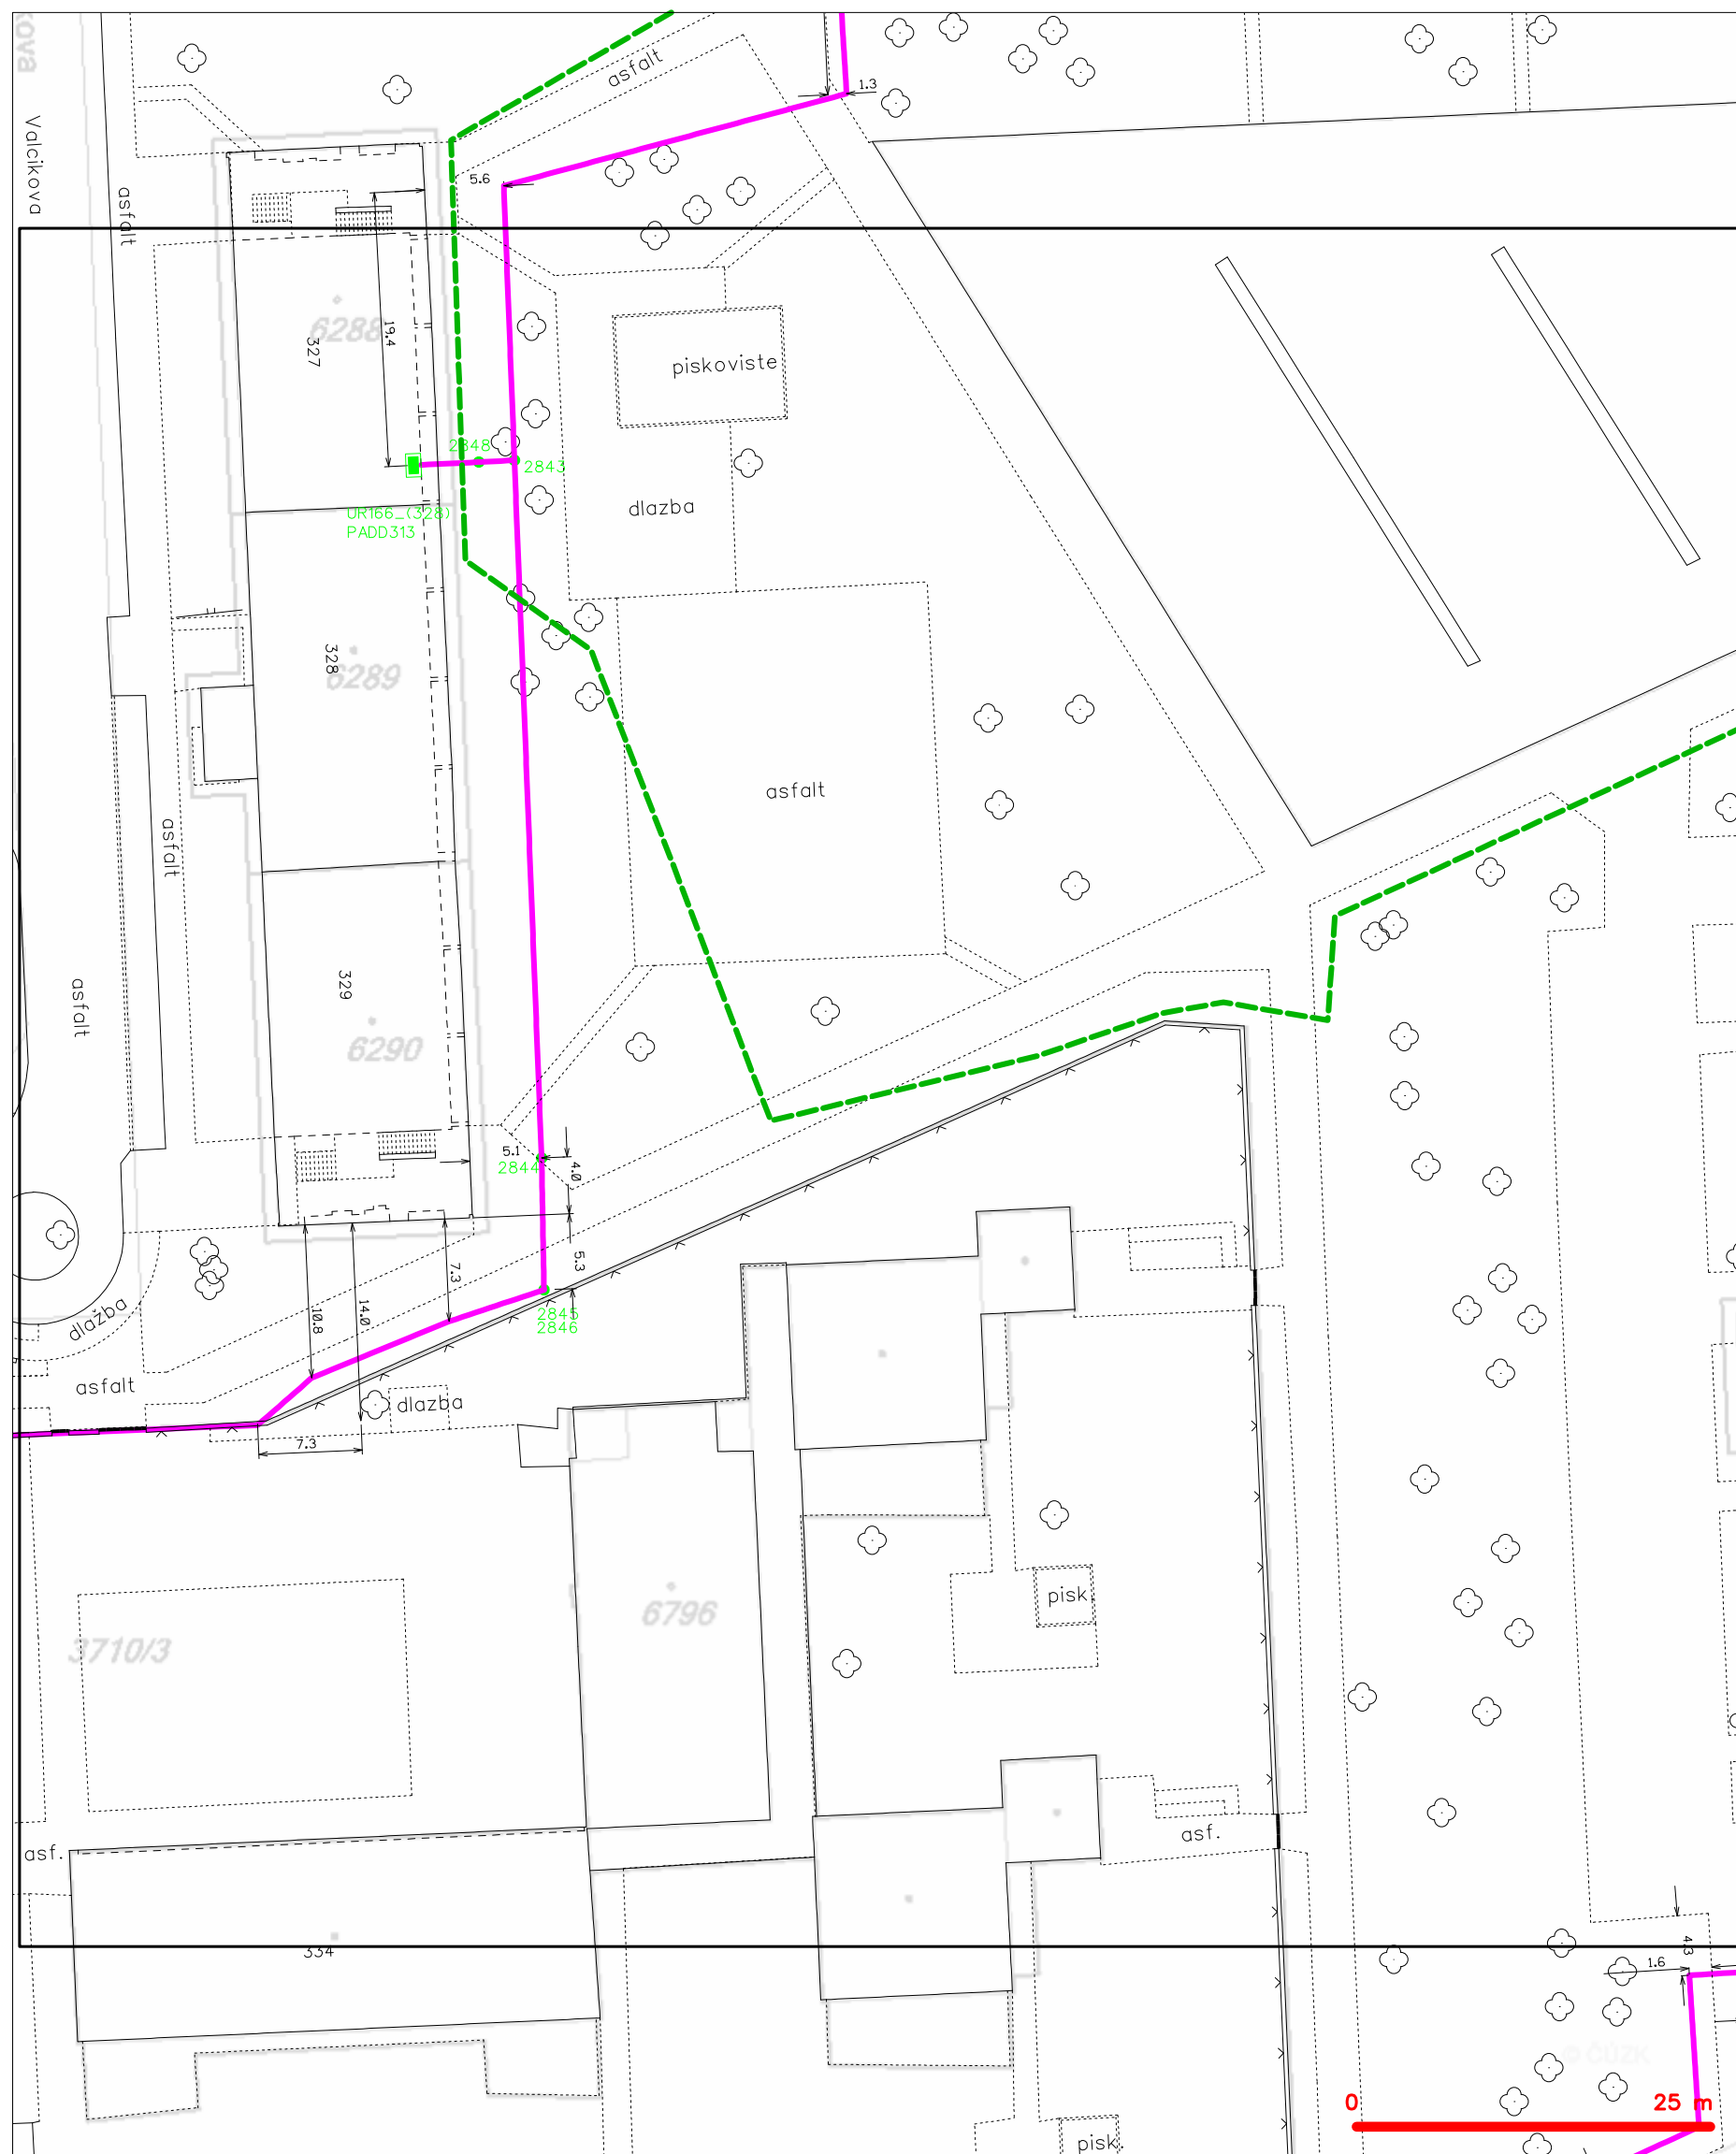 kova
Valcikova
asfalt
asfalt
1.3
5.6
6288
327
19.4
piskoviste
2848
2843
UR166_(328)
PADD313
dlazba
328
6289
asfalt
asfalt
329
asfalt
6290
5.1
2844
4.0
5.3
7.3
10.8
14.0
2845
2846
dlažba
asfalt
dlazba
7.3
6796
pisk.
3710/3
asf.
asf.
334
4.3
1.6
© ČÚZK
0 25 m
pisk.